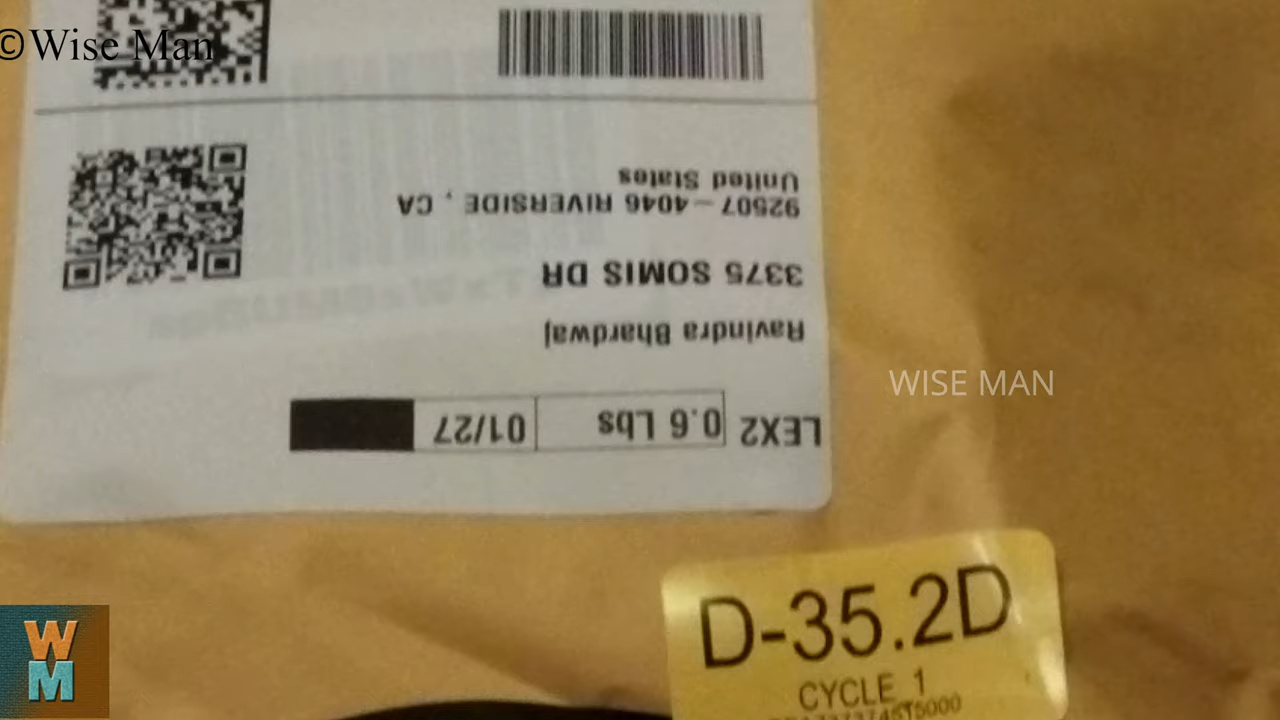 ©Wise Man
LEX2 0.6 Lbs 01/27
Ravindra Bhardwaj
3375 SOMIS DR
92507-4046 RIVERSIDE , CA
United States
WISE MAN
D-35.2D
CYCLE 1
WM